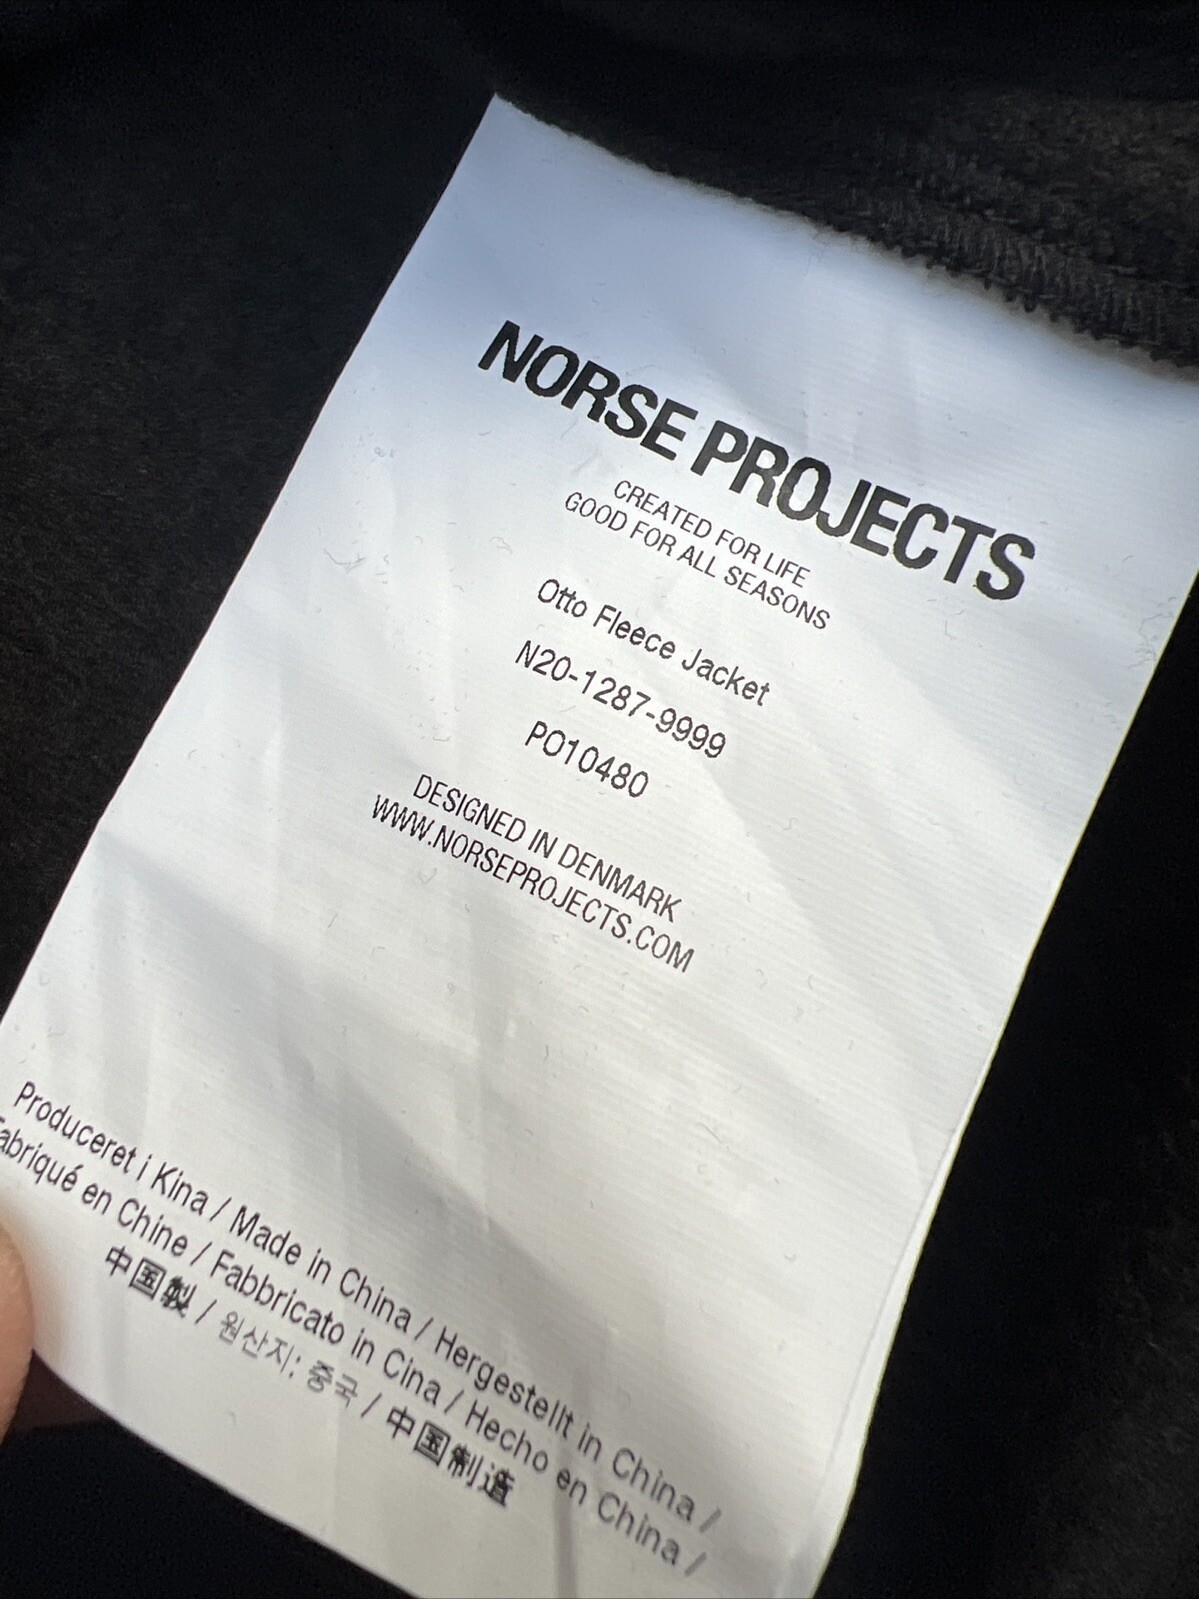 NORSE PROJECTS
CREATED FOR LIFE
GOOD FOR ALL SEASONS
Otto Fleece Jacket
N20-1287-9999
PO10480
DESIGNED IN DENMARK
WWW.NORSEPROJECTS.COM
Produceret i Kina / Made in China / Hergestellt in China /
Fabriqué en Chine / Fabbricato in Cina / Hecho en China /
中国製 / 원산지: 중국 / 中国制造